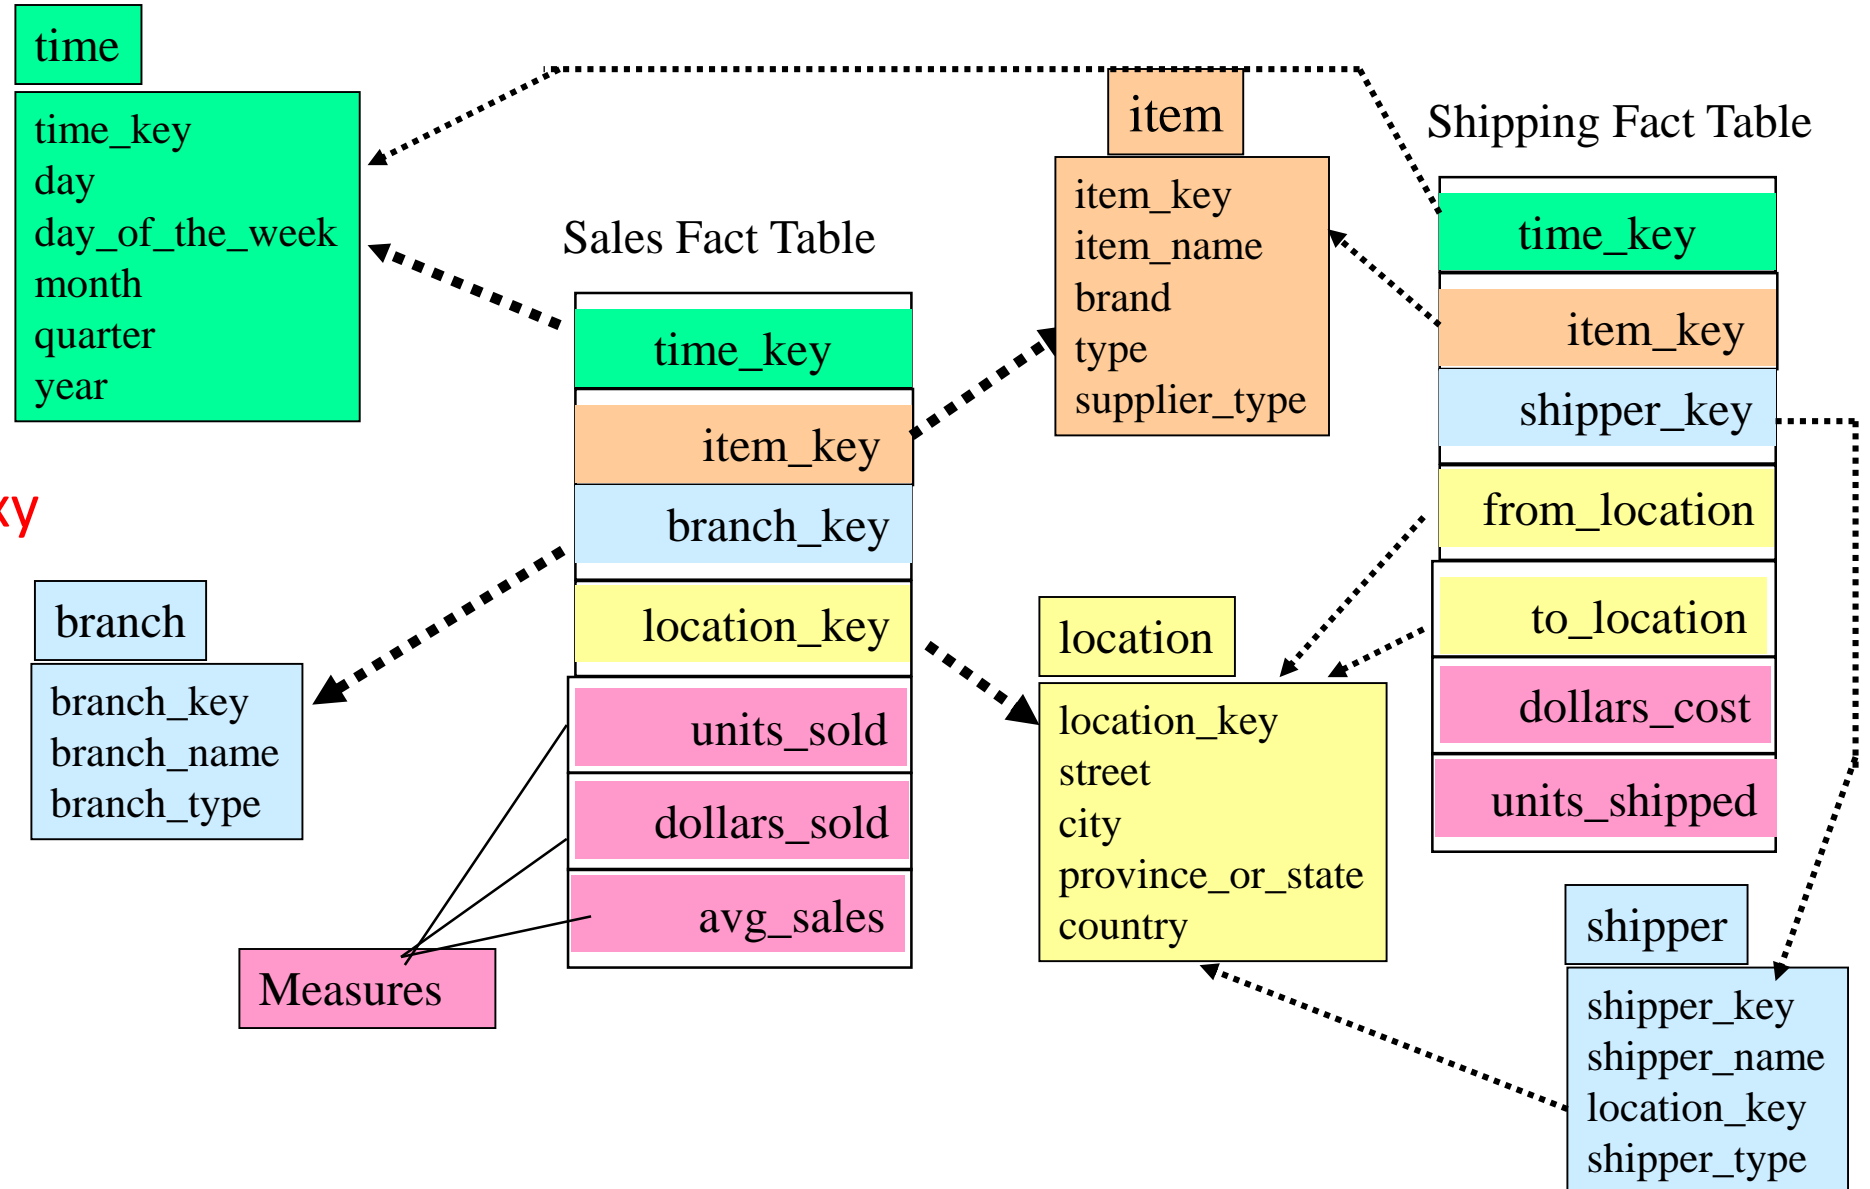 time
time_key
day
day_of_the_week
month
quarter
year
Sales Fact Table
time_key
item_key
branch_key
location_key
units_sold
dollars_sold
avg_sales
xy
branch
branch_key
branch_name
branch_type
Measures
item
item_key
item_name
brand
type
supplier_type
location
location_key
street
city
province_or_state
country
Shipping Fact Table
time_key
item_key
shipper_key
from_location
to_location
dollars_cost
units_shipped
shipper
shipper_key
shipper_name
location_key
shipper_type